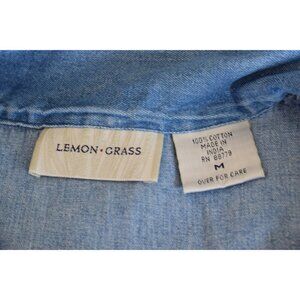 LEMON • GRASS
100% COTTON
MADE IN
INDIA
RN 88779
M
OVER FOR CARE